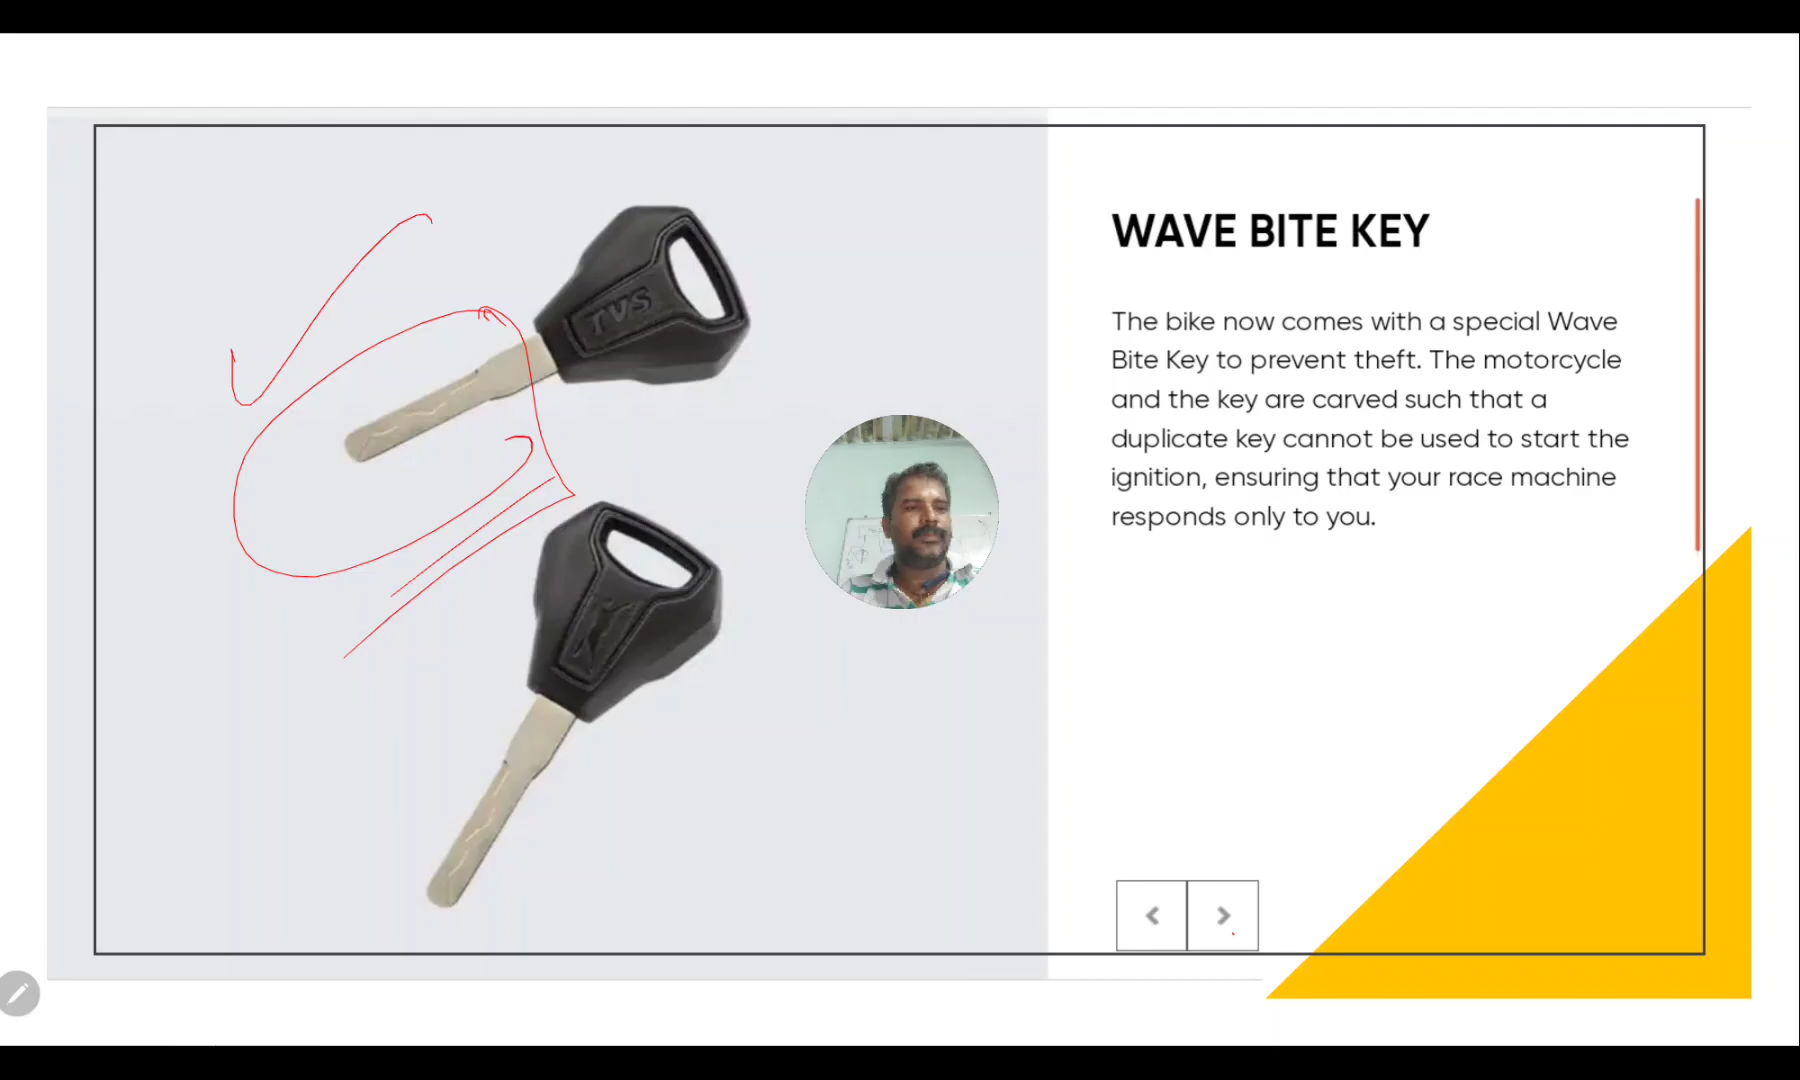 TVS
WAVE BITE KEY
The bike now comes with a special Wave
Bite Key to prevent theft. The motorcycle
and the key are carved such that a
duplicate key cannot be used to start the
ignition, ensuring that your race machine
responds only to you.